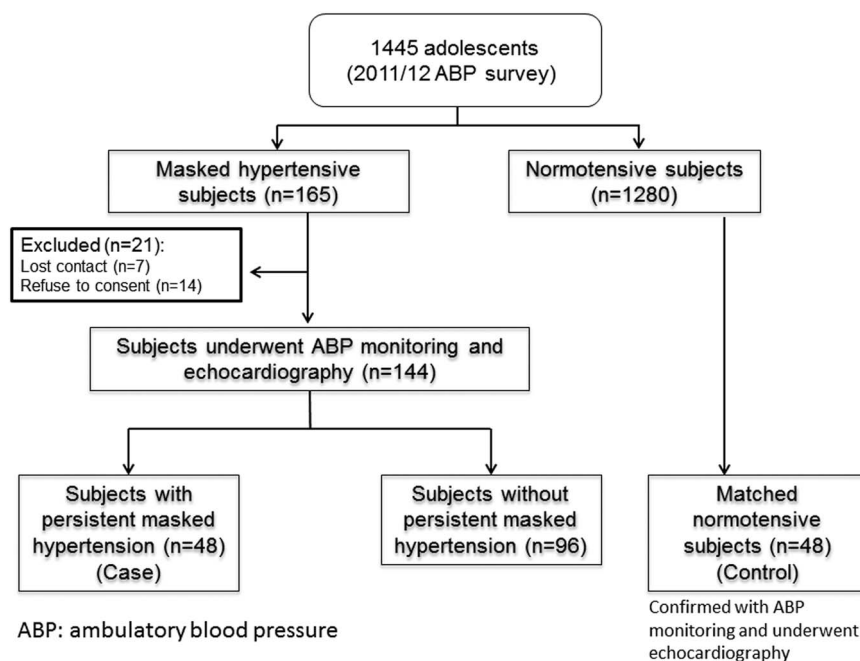 1445 adolescents
(2011/12 ABP survey)
Masked hypertensive
subjects (n=165)
Normotensive subjects
(n=1280)
Excluded (n=21):
Lost contact (n=7)
Refuse to consent (n=14)
Subjects underwent ABP monitoring and
echocardiography (n=144)
Subjects with
persistent masked
hypertension (n=48)
(Case)
Subjects without
persistent masked
hypertension (n=96)
Matched
normotensive
subjects (n=48)
(Control)
ABP: ambulatory blood pressure
Confirmed with ABP
monitoring and underwent
echocardiography